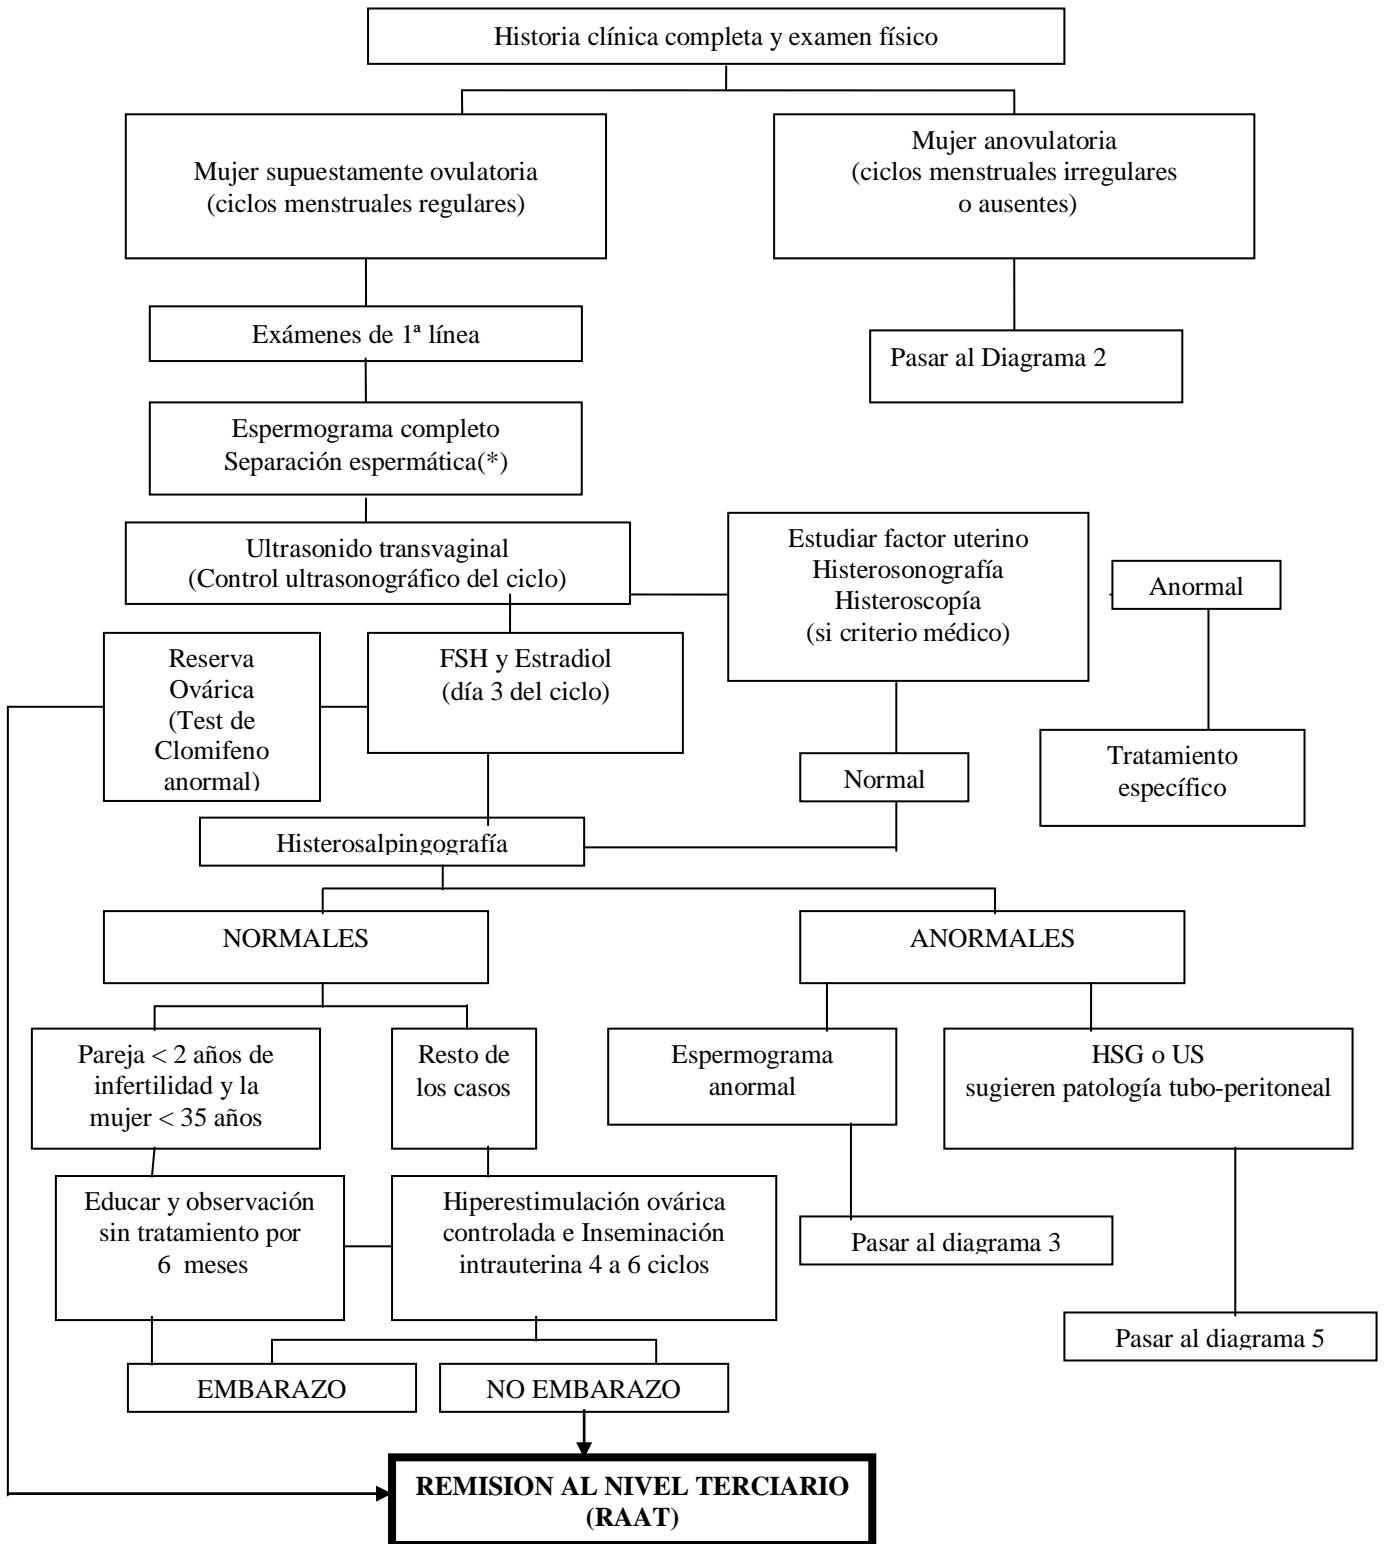 Historia clínica completa y examen físico
Mujer supuestamente ovulatoria
(ciclos menstruales regulares)
Mujer anovulatoria
(ciclos menstruales irregulares
o ausentes)
Exámenes de 1ª línea
Pasar al Diagrama 2
Espermograma completo
Separación espermática(*)
Ultrasonido transvaginal
(Control ultrasonográfico del ciclo)
Estudiar factor uterino
Histerosonografía
Histeroscopía
(si criterio médico)
Anormal
Reserva
Ovárica
(Test de
Clomifeno
anormal)
FSH y Estradiol
(día 3 del ciclo)
Normal
Tratamiento
específico
Histerosalpingografía
NORMALES
ANORMALES
Pareja < 2 años de
infertilidad y la
mujer < 35 años
Resto de
los casos
Espermograma
anormal
HSG o US
sugieren patología tubo-peritoneal
Educar y observación
sin tratamiento por
6 meses
Hiperestimulación ovárica
controlada e Inseminación
intrauterina 4 a 6 ciclos
Pasar al diagrama 3
Pasar al diagrama 5
EMBARAZO
NO EMBARAZO
REMISION AL NIVEL TERCIARIO
(RAAT)